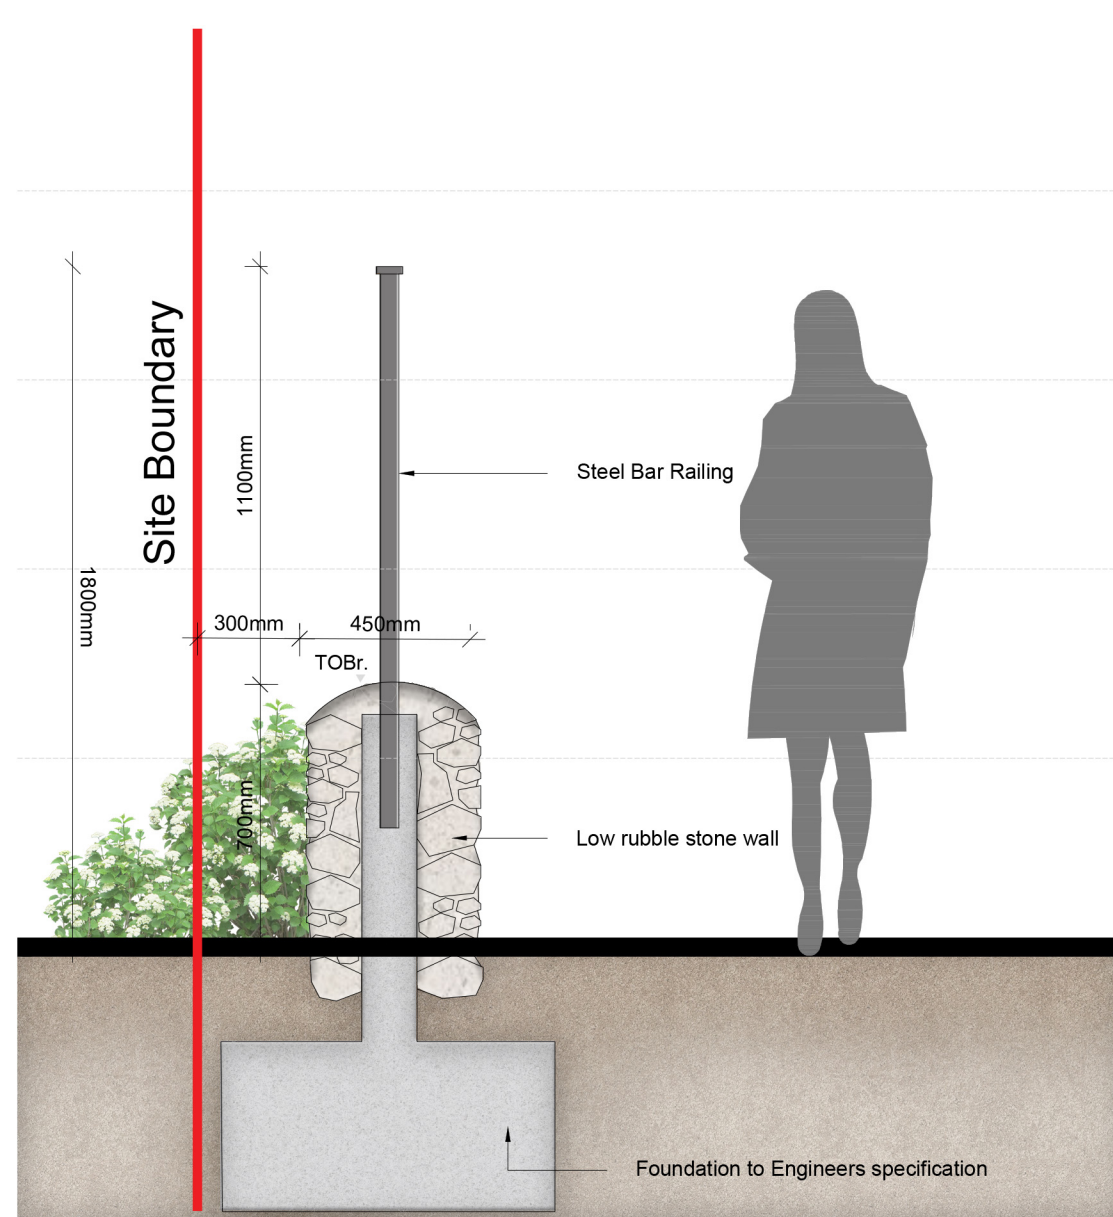 Site Boundary
1100mm
Steel Bar Railing
1800mm
300mm
450mm
TOBr.
700mm
Low rubble stone wall
Foundation to Engineers specification